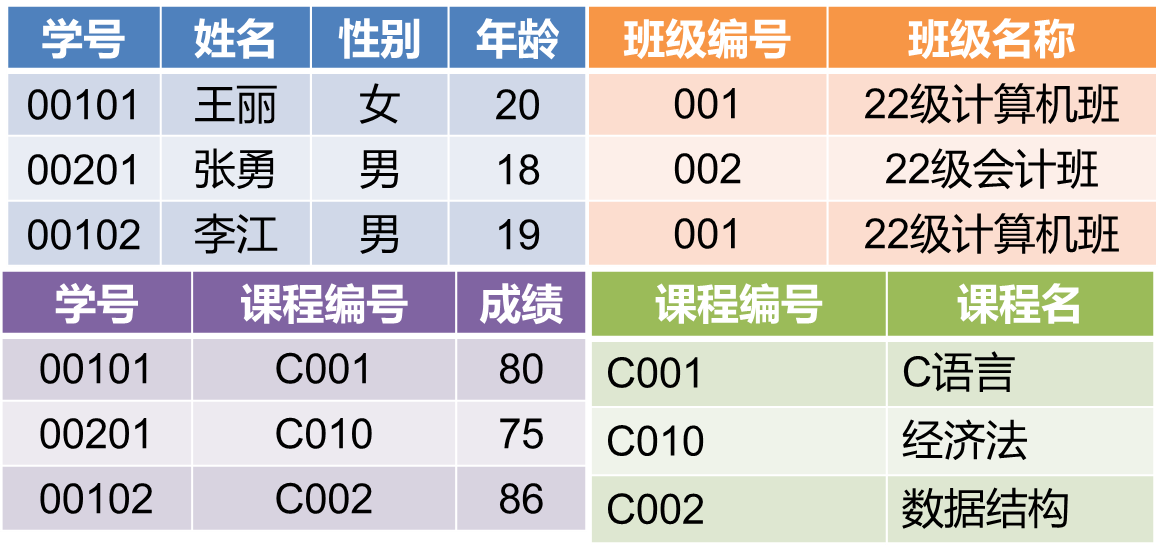 学号 姓名 性别 年龄 班级编号 班级名称
00101 王丽 女 20 001 22级计算机班
00201 张勇 男 18 002 22级会计班
00102 李江 男 19 001 22级计算机班
学号 课程编号 成绩 课程编号 课程名
00101 C001 80 C001 C语言
00201 C010 75 C010 经济法
00102 C002 86 C002 数据结构